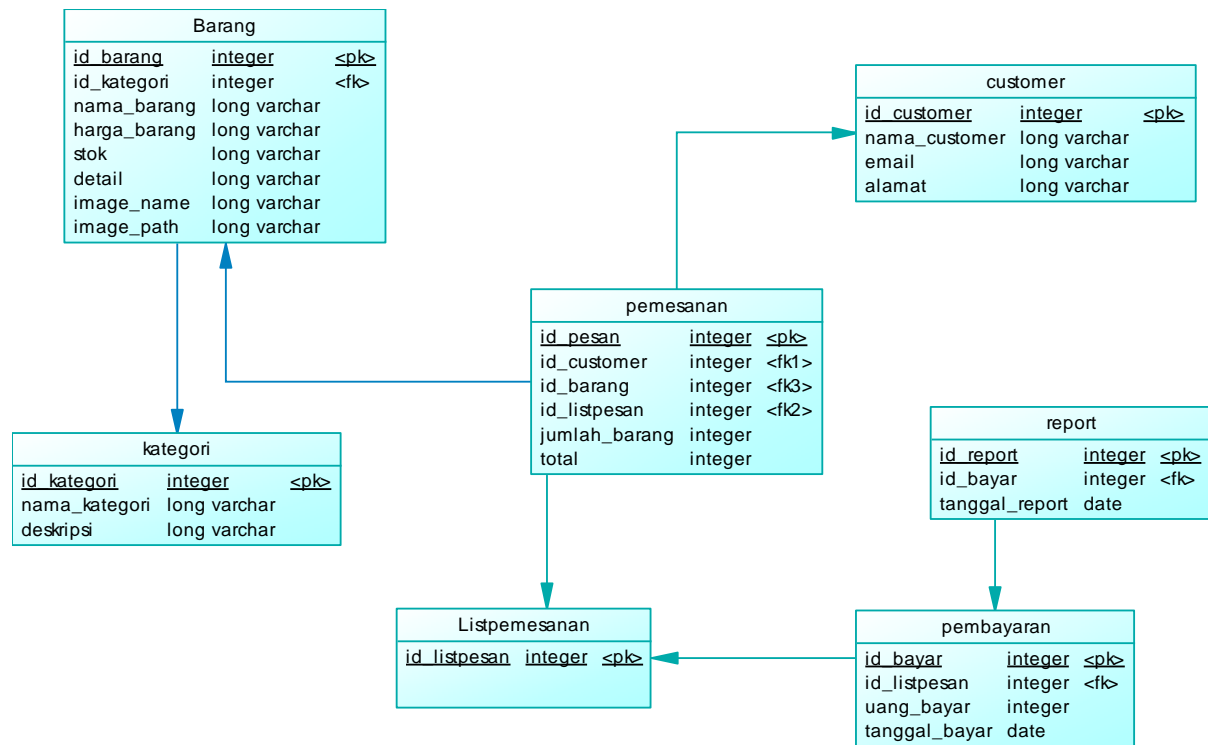 Barang
id_barang integer <pk>
id_kategori integer <fk>
nama_barang long varchar
harga_barang long varchar
stok long varchar
detail long varchar
image_name long varchar
image_path long varchar
customer
id_customer integer <pk>
nama_customer long varchar
email long varchar
alamat long varchar
pemesanan
id_pesan integer <pk>
id_customer integer <fk1>
id_barang integer <fk3>
id_listpesan integer <fk2>
jumlah_barang integer
total integer
kategori
id_kategori integer <pk>
nama_kategori long varchar
deskripsi long varchar
report
id_report integer <pk>
id_bayar integer <fk>
tanggal_report date
Listpemesanan
id_listpesan integer <pk>
pembayaran
id_bayar integer <pk>
id_listpesan integer <fk>
uang_bayar integer
tanggal_bayar date